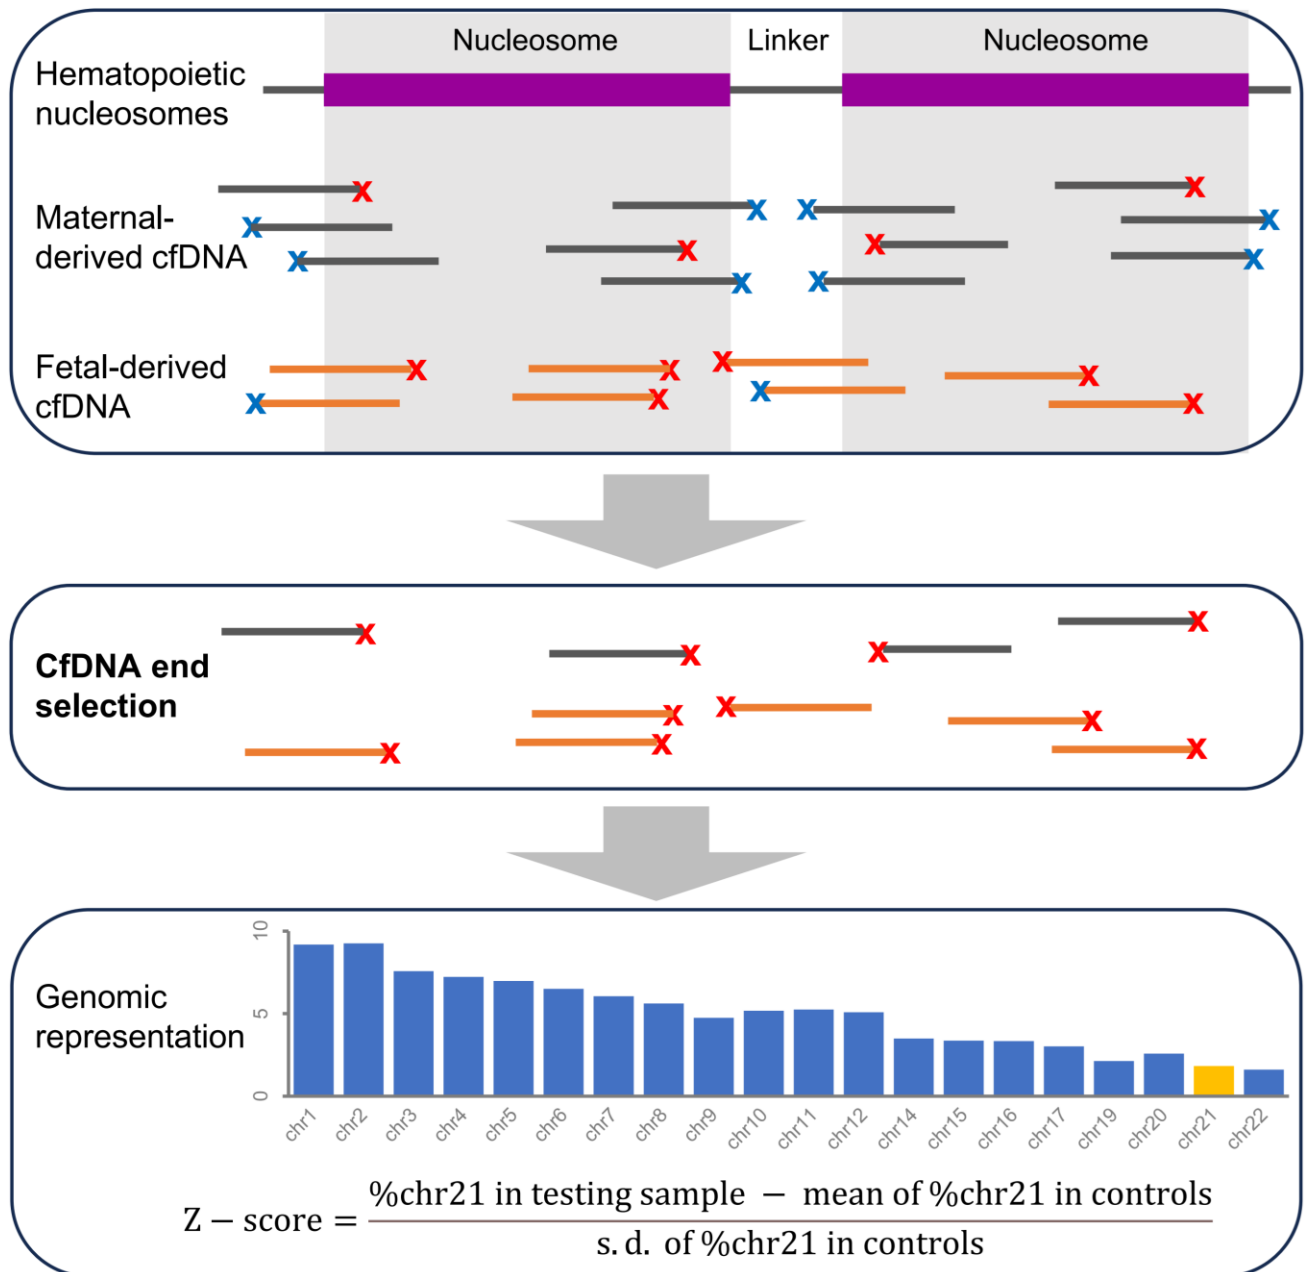 Nucleosome
Linker
Nucleosome
Hematopoietic
nucleosomes
Maternal-
derived cfDNA
Fetal-derived
cfDNA
CfDNA end
selection
Genomic
representation
10
5
0
chr1
chr2
chr3
chr4
chr5
chr6
chr7
chr8
chr9
chr10
chr11
chr12
chr14
chr15
chr16
chr17
chr19
chr20
chr21
chr22
%chr21 in testing sample − mean of %chr21 in controls
Z − score =
s. d. of %chr21 in controls